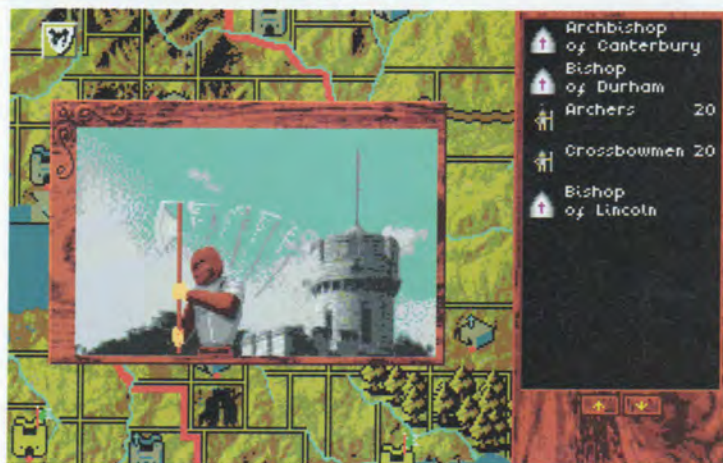 Archbishop
of Canterbury
Bishop
of Durham
Archers 20
Crossbowmen 20
Bishop
of Lincoln